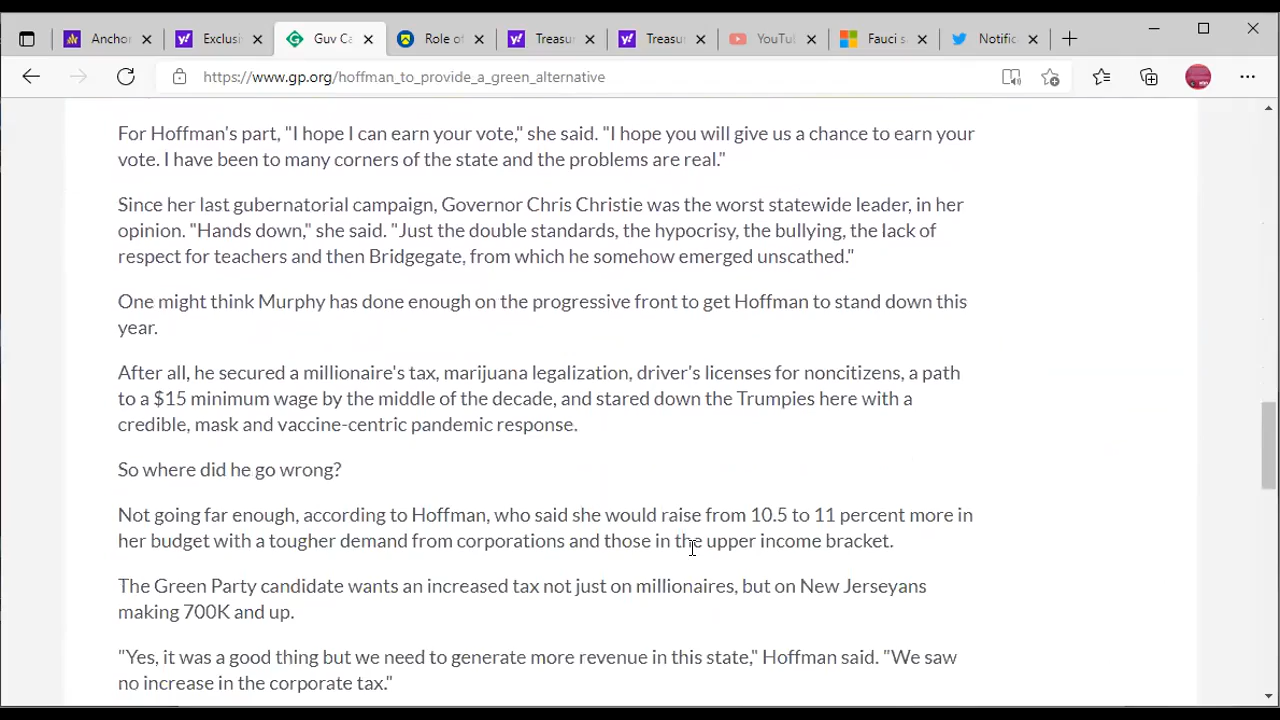 Anchor
Exclusi
Guv Ca
Role of
Treasu
Treasu
YouTub
Fauci s
Notific
https://www.gp.org/hoffman_to_provide_a_green_alternative
For Hoffman's part, "I hope I can earn your vote," she said. "I hope you will give us a chance to earn your
vote. I have been to many corners of the state and the problems are real."
Since her last gubernatorial campaign, Governor Chris Christie was the worst statewide leader, in her
opinion. "Hands down," she said. "Just the double standards, the hypocrisy, the bullying, the lack of
respect for teachers and then Bridgegate, from which he somehow emerged unscathed."
One might think Murphy has done enough on the progressive front to get Hoffman to stand down this
year.
After all, he secured a millionaire's tax, marijuana legalization, driver's licenses for noncitizens, a path
to a $15 minimum wage by the middle of the decade, and stared down the Trumpies here with a
credible, mask and vaccine-centric pandemic response.
So where did he go wrong?
Not going far enough, according to Hoffman, who said she would raise from 10.5 to 11 percent more in
her budget with a tougher demand from corporations and those in the upper income bracket.
The Green Party candidate wants an increased tax not just on millionaires, but on New Jerseyans
making 700K and up.
"Yes, it was a good thing but we need to generate more revenue in this state," Hoffman said. "We saw
no increase in the corporate tax."